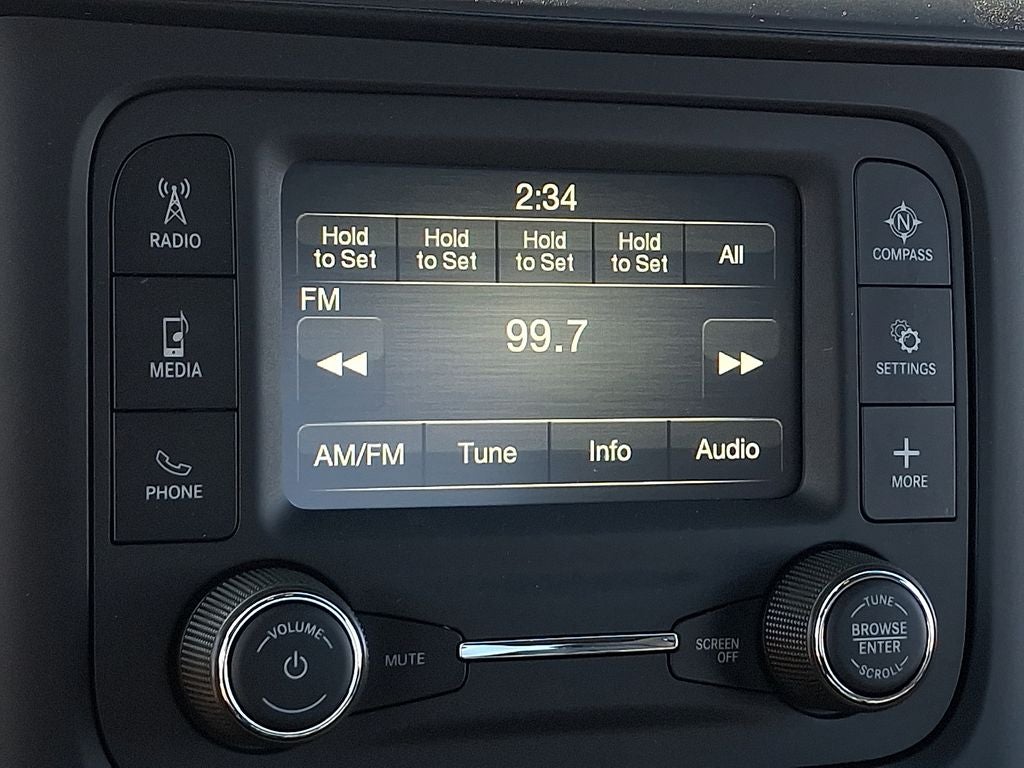 RADIO
MEDIA
PHONE
2:34
Hold
to Set
Hold
to Set
Hold
to Set
Hold
to Set
All
FM
99.7
AM/FM
Tune
Info
Audio
N
COMPASS
SETTINGS
MORE
VOLUME
MUTE
SCREEN
OFF
TUNE
BROWSE
ENTER
SCROLL